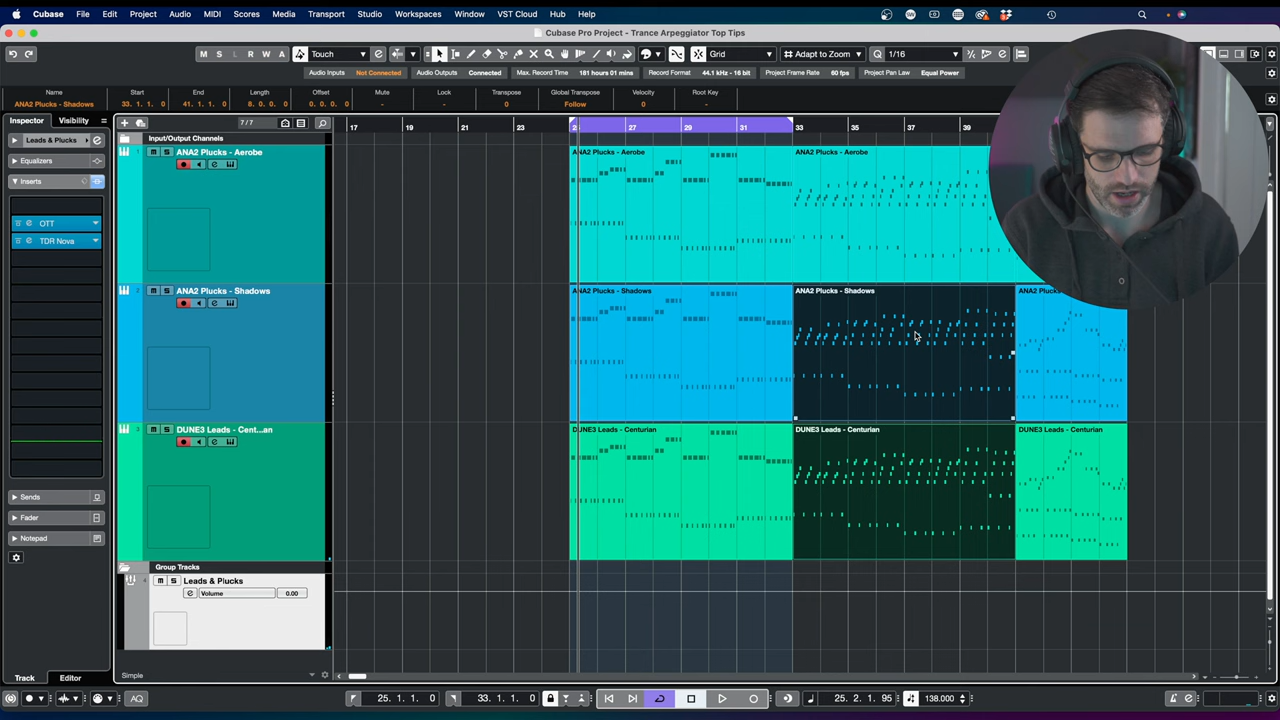 Cubase File Edit Project Audio MIDI Scores Media Transport Studio Workspaces Window VST Cloud Hub Help
Cubase Pro Project - Trance Arpeggiator Top Tips
M S L R W A Touch Grid Adapt to Zoom Q 1/16
Audio Inputs Not Connected Audio Outputs Connected Max. Record Time 181 hours 01 mins Record Format 44.1 kHz - 16 bit Project Frame Rate 60 fps Project Pan Law Equal Power
Name Start End Length Offset Mute Lock Transpose Global Transpose Velocity Root Key
ANA2 Plucks - Shadows 33. 1. 1. 0 41. 1. 1. 0 8. 0. 0. 0 0. 0. 0. 0 - - 0 Follow 0 -
Inspector Visibility 7/7 17 19 21 23 27 29 31 33 35 37 39
Input/Output Channels
Leads & Plucks
Equalizers
Inserts
OTT
TDR Nova
Sends
Fader
Notepad
1 ANA2 Plucks - Aerobe
m S
ANA2 Plucks - Aerobe ANA2 Plucks - Aerobe
2 ANA2 Plucks - Shadows
m S
ANA2 Plucks - Shadows ANA2 Plucks - Shadows
3 DUNE3 Leads - Cent...an
m S
DUNE3 Leads - Centurian DUNE3 Leads - Centurian DUNE3 Leads - Centurian
Group Tracks
4 Leads & Plucks
m S
Volume 0.00
Track Editor Simple
AQ 25. 1. 1. 0 33. 1. 1. 0 25. 2. 1. 95 138.000